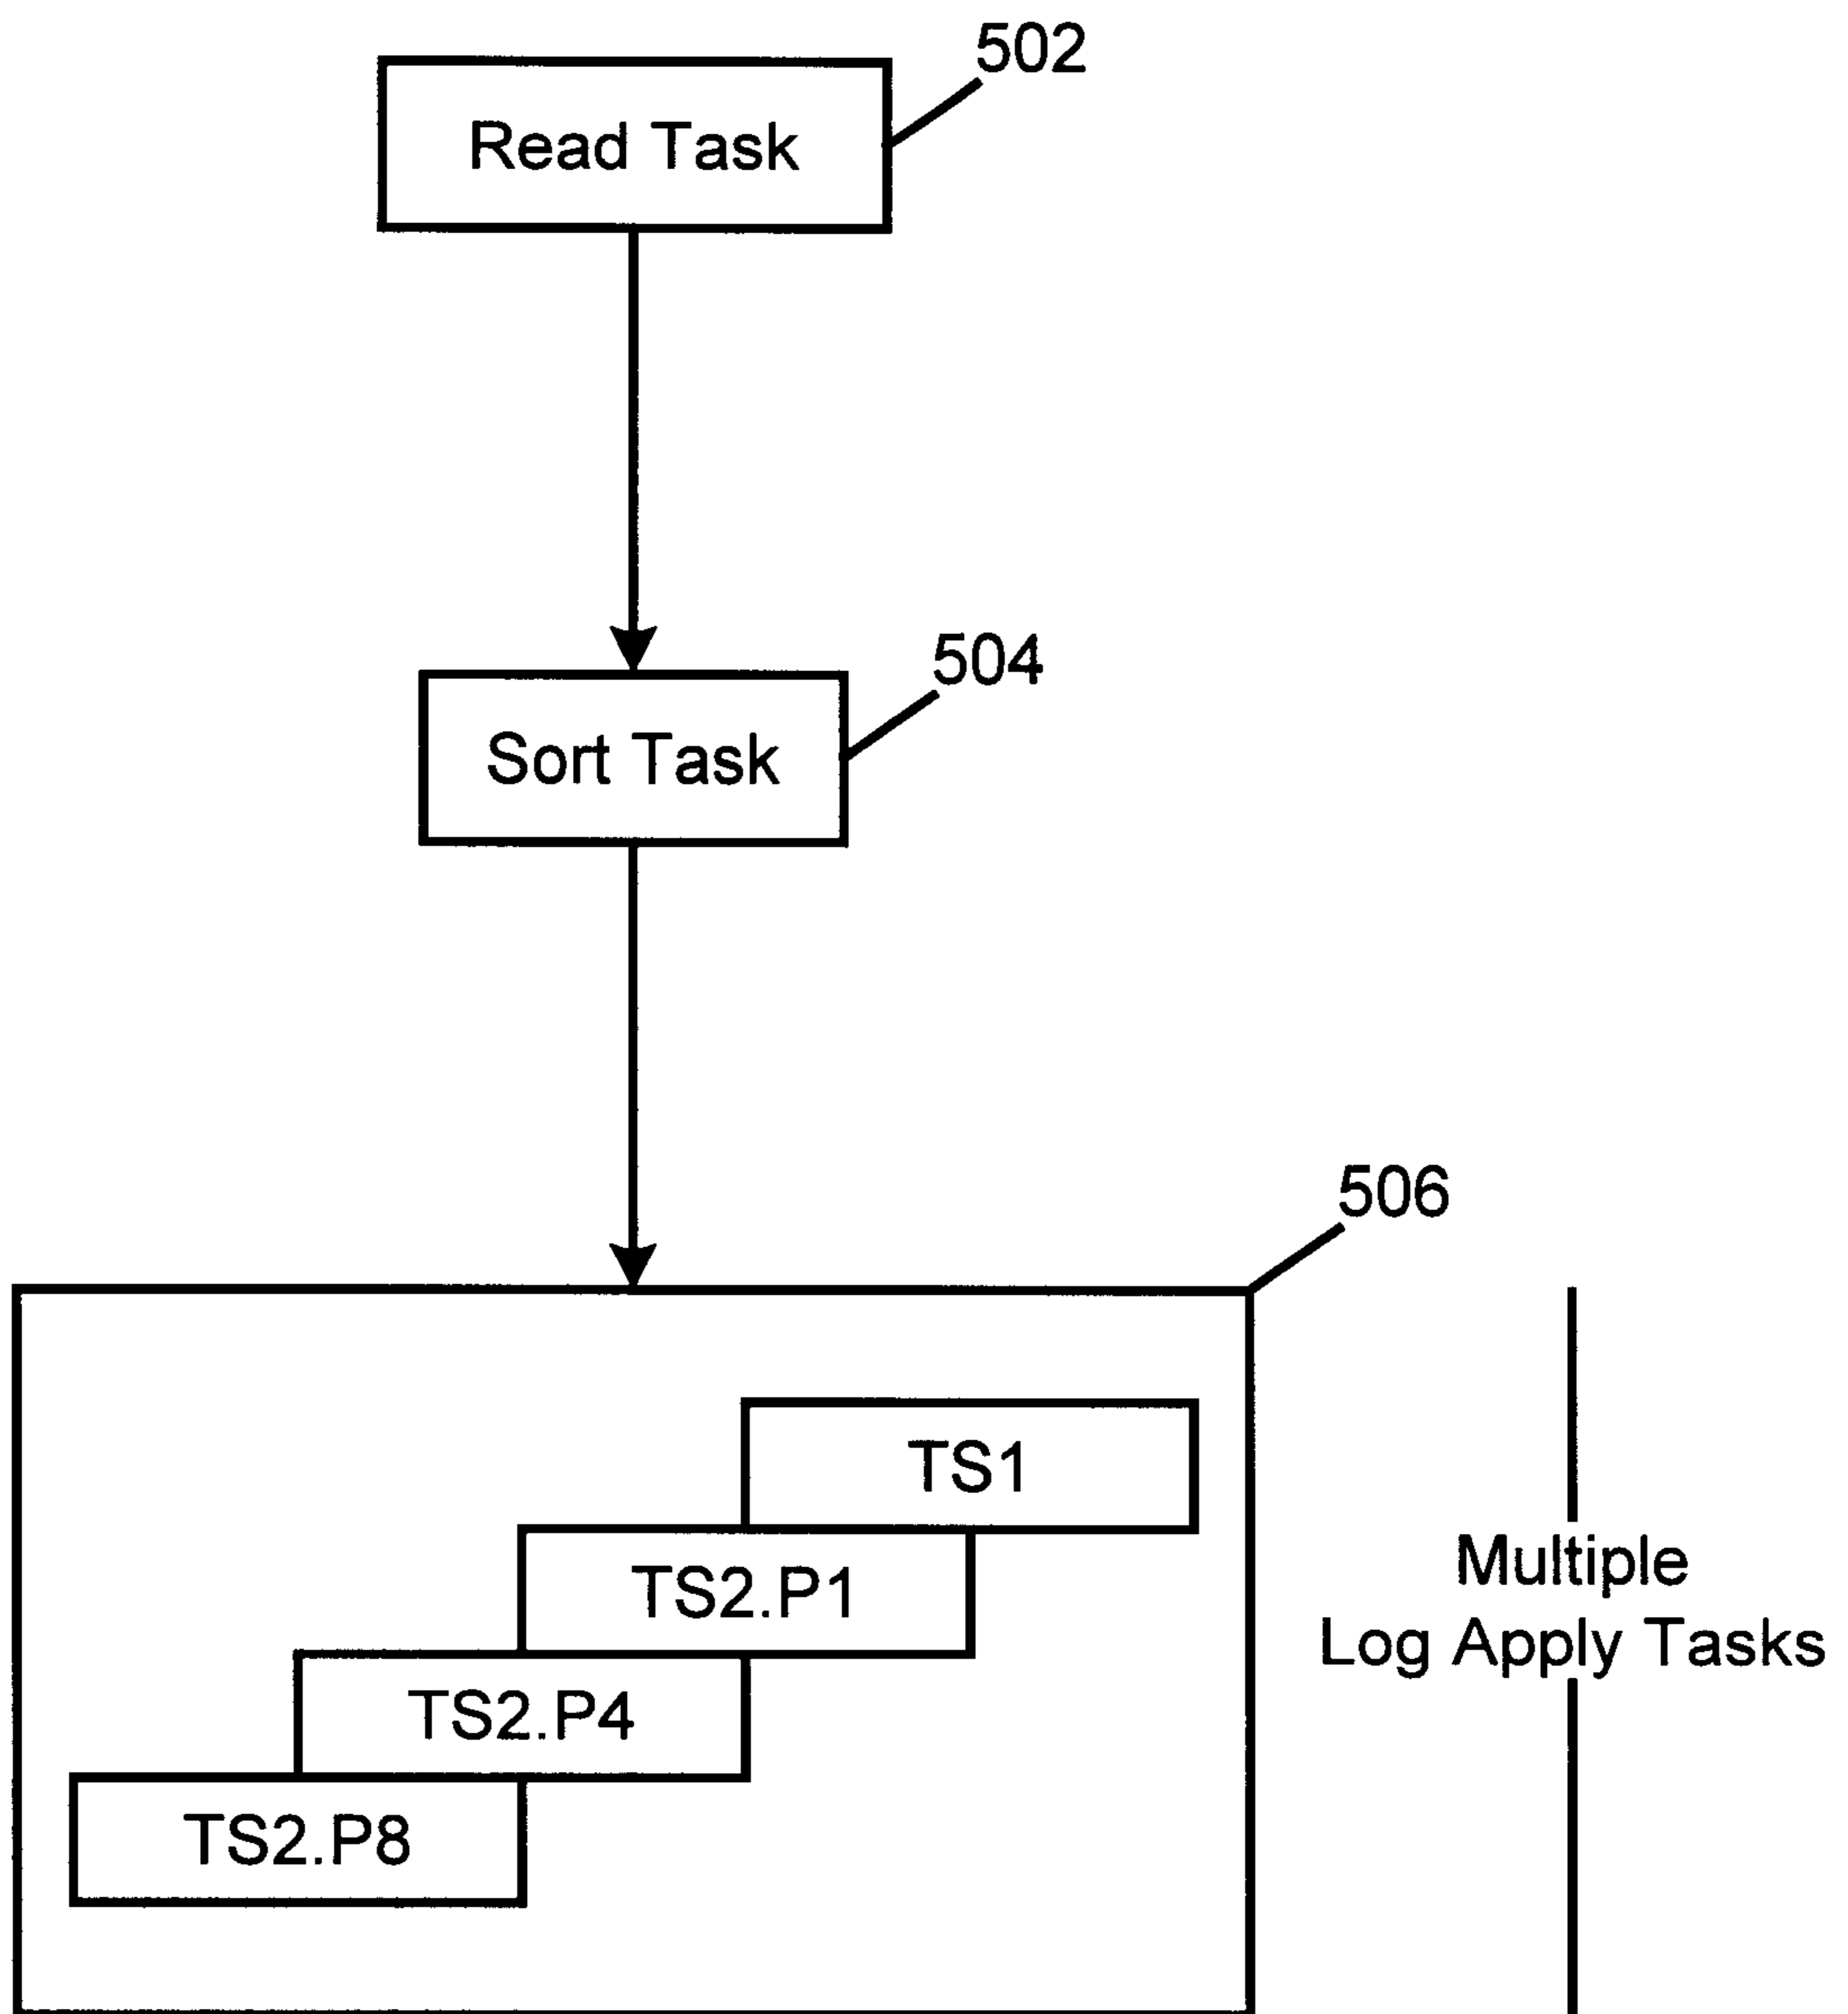 502
Read Task
504
Sort Task
506
TS1
TS2.P1
TS2.P4
TS2.P8
Multiple
Log Apply Tasks